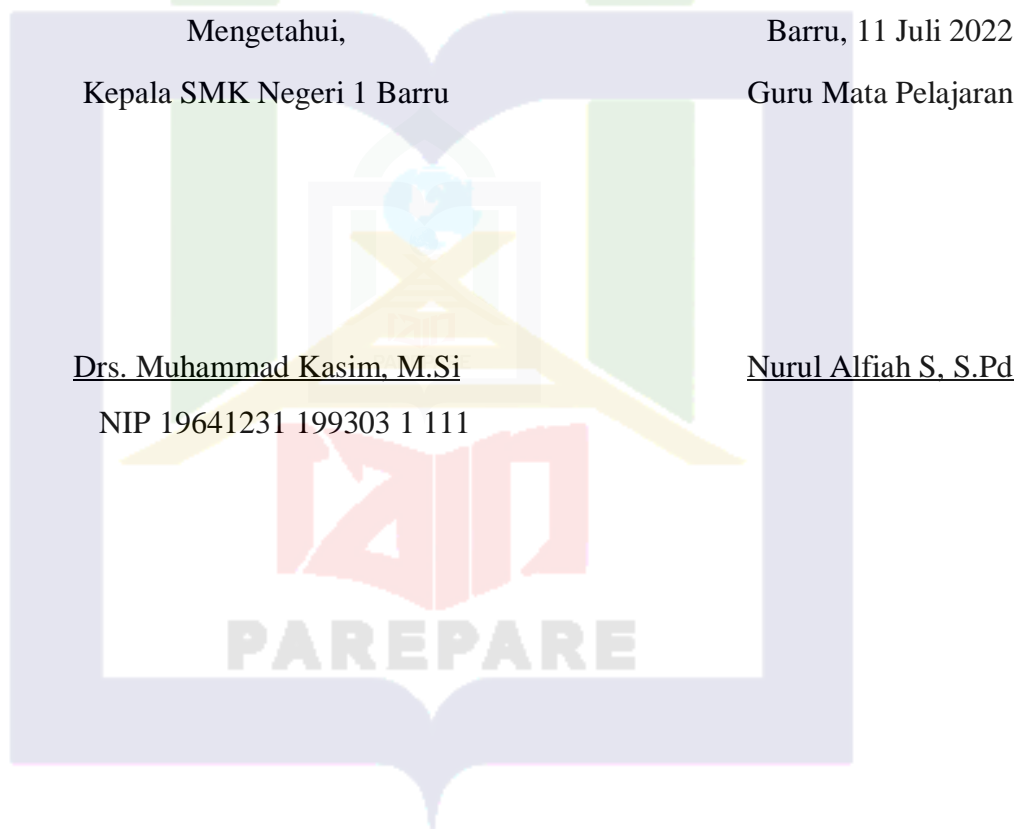 Mengetahui,
Barru, 11 Juli 2022
Kepala SMK Negeri 1 Barru
Guru Mata Pelajaran
Drs. Muhammad Kasim, M.Si
Nurul Alfiah S, S.Pd
NIP 19641231 199303 1 111
PAREPARE